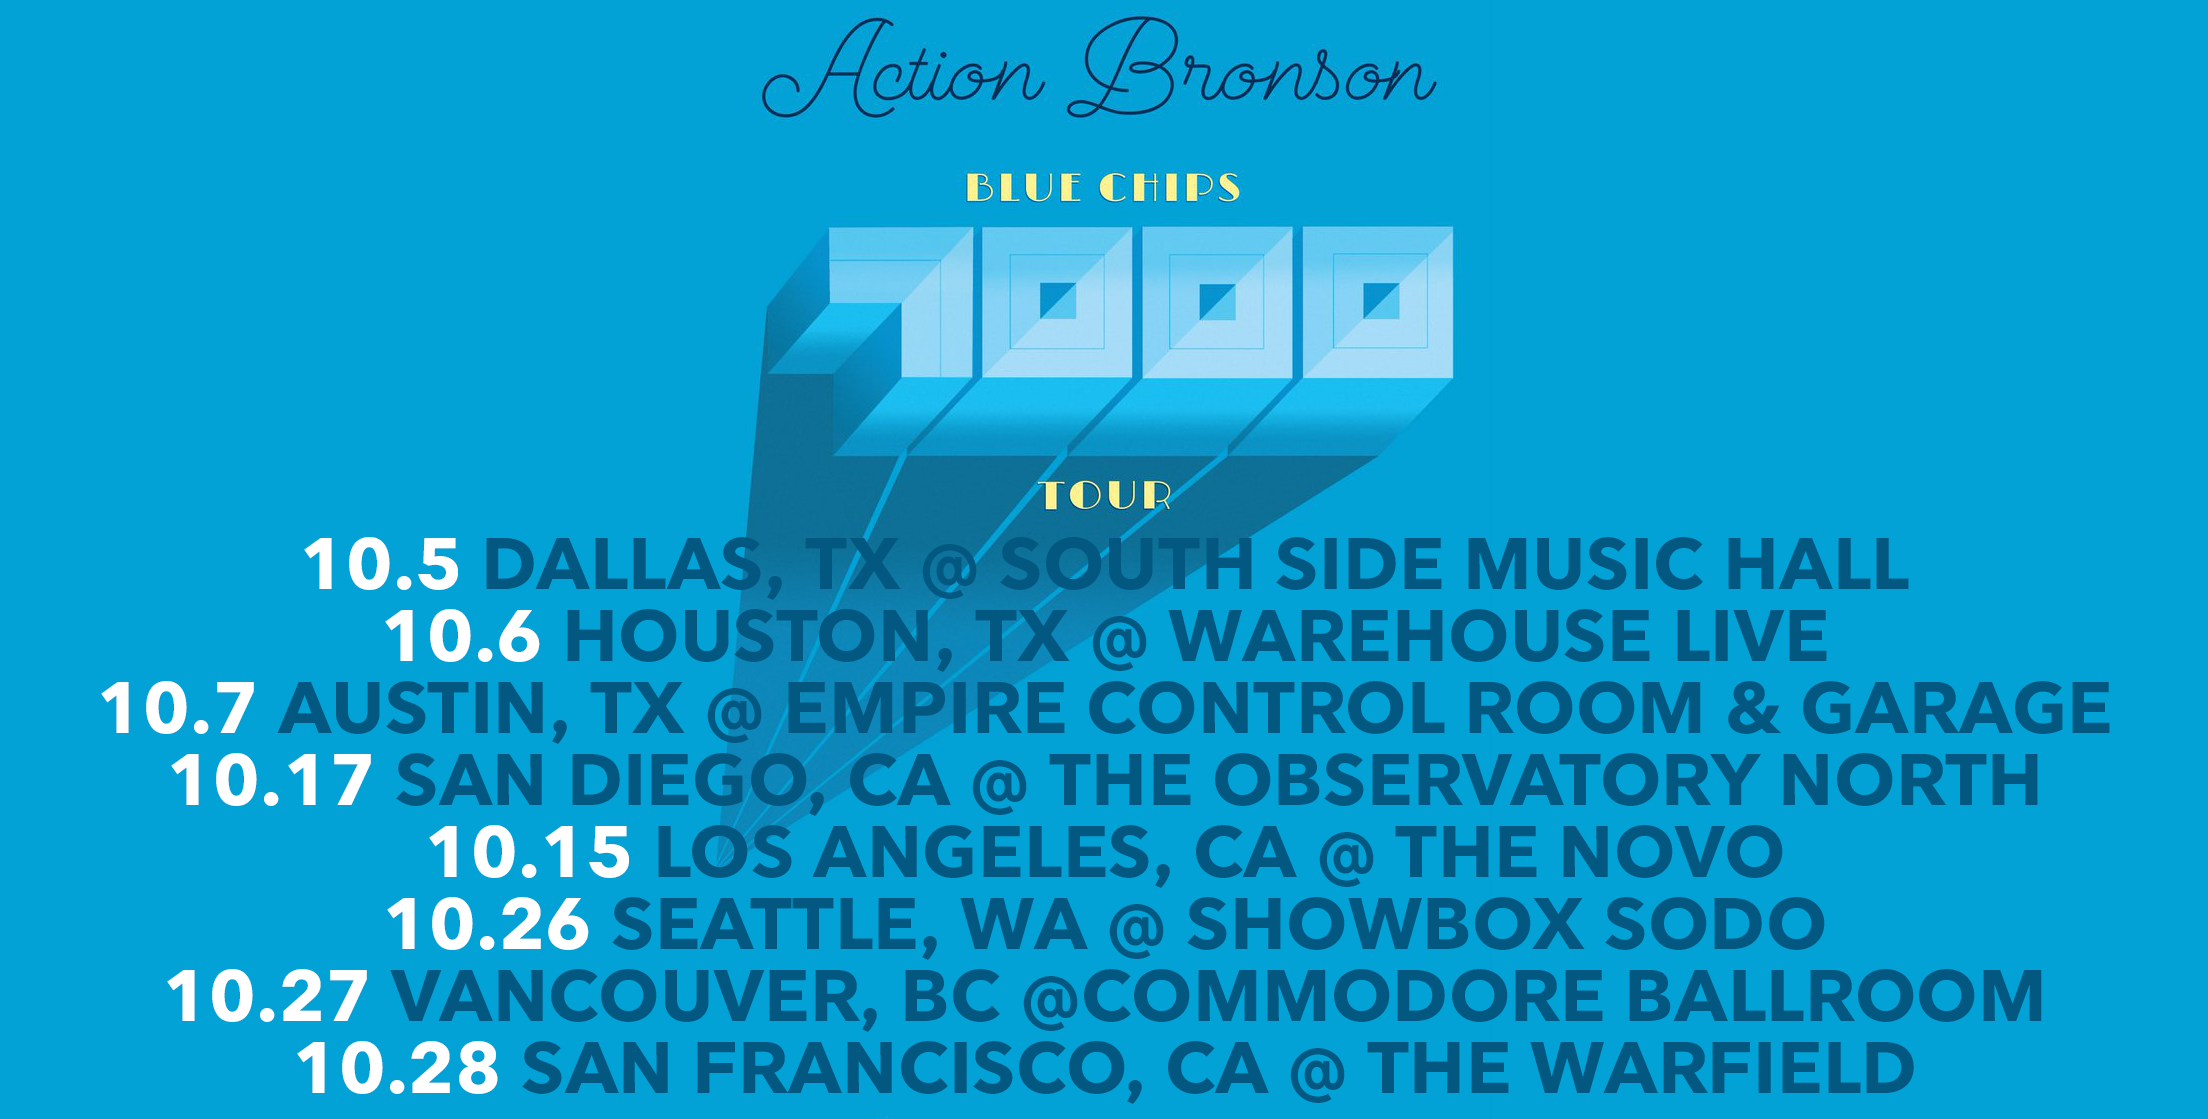 Action Bronson
BLUE CHIPS
7000
TOUR
10.5 DALLAS, TX @ SOUTH SIDE MUSIC HALL
10.6 HOUSTON, TX @ WAREHOUSE LIVE
10.7 AUSTIN, TX @ EMPIRE CONTROL ROOM & GARAGE
10.17 SAN DIEGO, CA @ THE OBSERVATORY NORTH
10.15 LOS ANGELES, CA @ THE NOVO
10.26 SEATTLE, WA @ SHOWBOX SODO
10.27 VANCOUVER, BC @COMMODORE BALLROOM
10.28 SAN FRANCISCO, CA @ THE WARFIELD